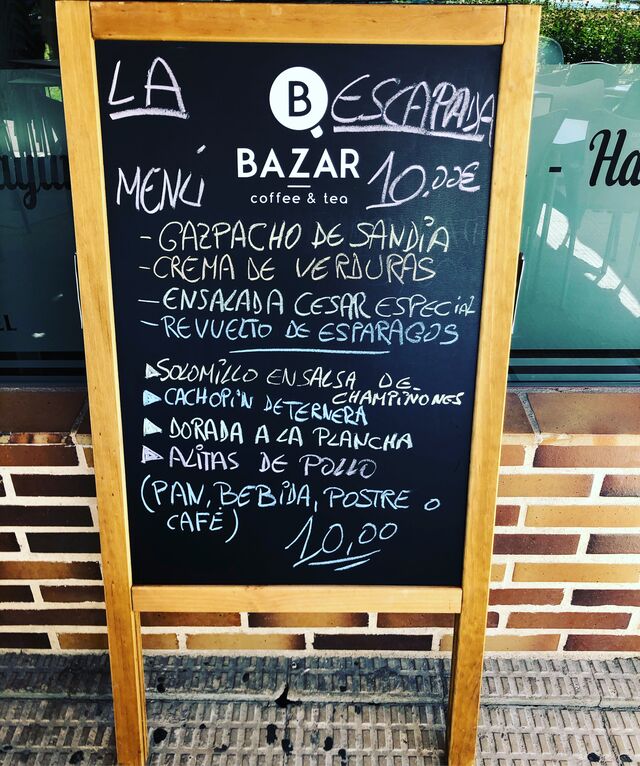 LA ESCAPADA
B
BAZAR
coffee & tea
MENÚ 10.00€
- GAZPACHO DE SANDÍA
- CREMA DE VERDURAS
- ENSALADA CESAR ESPECIAL
- REVUELTO DE ESPARAGOS
▶ SOLOMILLO EN SALSA DE CHAMPIÑONES
▶ CACHOPÍN DE TERNERA
▶ DORADA A LA PLANCHA
▶ ALITAS DE POLLO
(PAN, BEBIDA, POSTRE O
CAFÉ) 10,00
- Ha